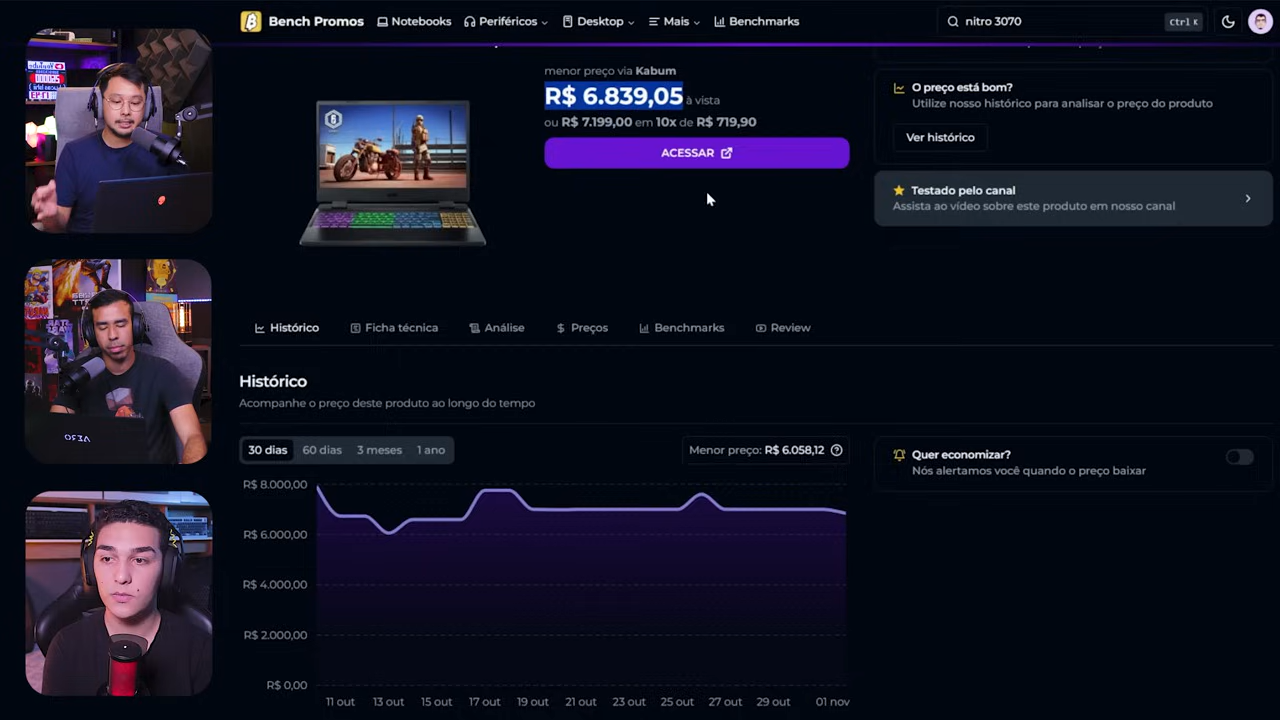 Bench Promos
Notebooks
Periféricos
Desktop
Mais
Benchmarks
nitro 3070
Ctrl K
menor preço via Kabum
R$ 6.839,05 à vista
ou R$ 7.199,00 em 10x de R$ 719,90
ACESSAR
O preço está bom?
Utilize nosso histórico para analisar o preço do produto
Ver histórico
Testado pelo canal
Assista ao vídeo sobre este produto em nosso canal
Histórico
Ficha técnica
Análise
Preços
Benchmarks
Review
Histórico
Acompanhe o preço deste produto ao longo do tempo
30 dias
60 dias
3 meses
1 ano
Menor preço: R$ 6.058,12
Quer economizar?
Nós alertamos você quando o preço baixar
R$ 8.000,00
R$ 6.000,00
R$ 4.000,00
R$ 2.000,00
R$ 0,00
11 out
13 out
15 out
17 out
19 out
21 out
23 out
25 out
27 out
29 out
01 nov